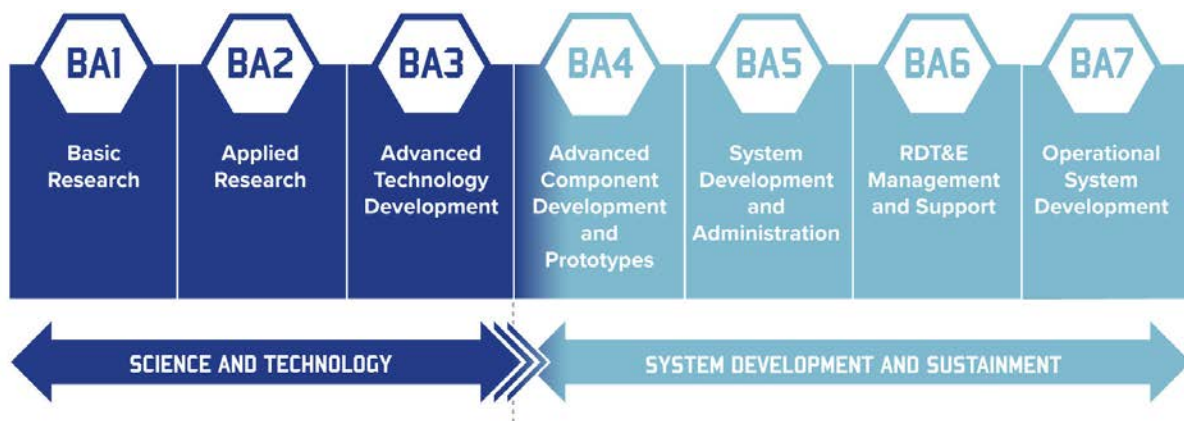 BA1
Basic
Research
BA2
Applied
Research
BA3
Advanced
Technology
Development
BA4
Advanced
Component
Development
and
Prototypes
BA5
System
Development
and
Administration
BA6
RDT&E
Management
and Support
BA7
Operational
System
Development
SCIENCE AND TECHNOLOGY
SYSTEM DEVELOPMENT AND SUSTAINMENT